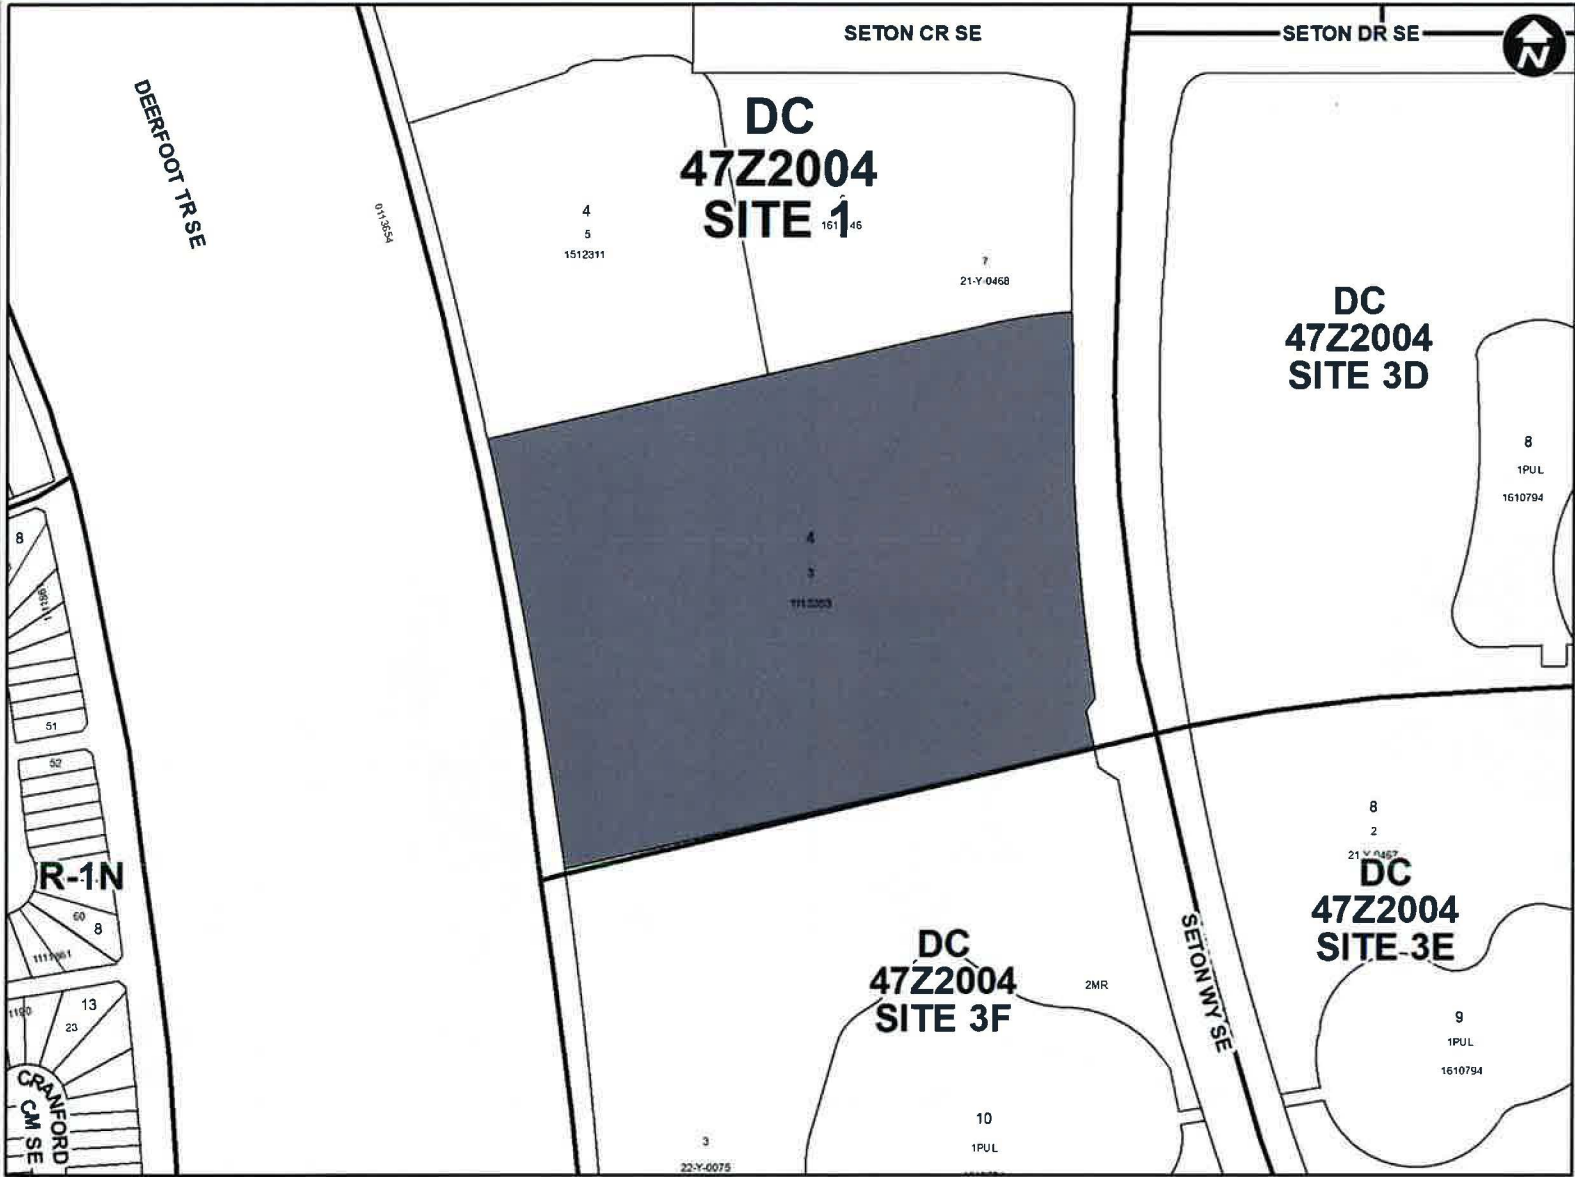 SETON CR SE
SETON DR SE
N
DEERFOOT TR SE
0113654
DC
47Z2004
SITE 1
4
5
1512311
7
21-Y-0468
DC
47Z2004
SITE 3D
8
1PUL
1610794
4
3
8
51
52
R-1N
60
8
13
23
CRANFORD
CM SE
DC
47Z2004
SITE 3F
2MR
10
1PUL
3
22-Y-0075
SETON WY SE
8
2
DC
47Z2004
SITE 3E
9
1PUL
1610794